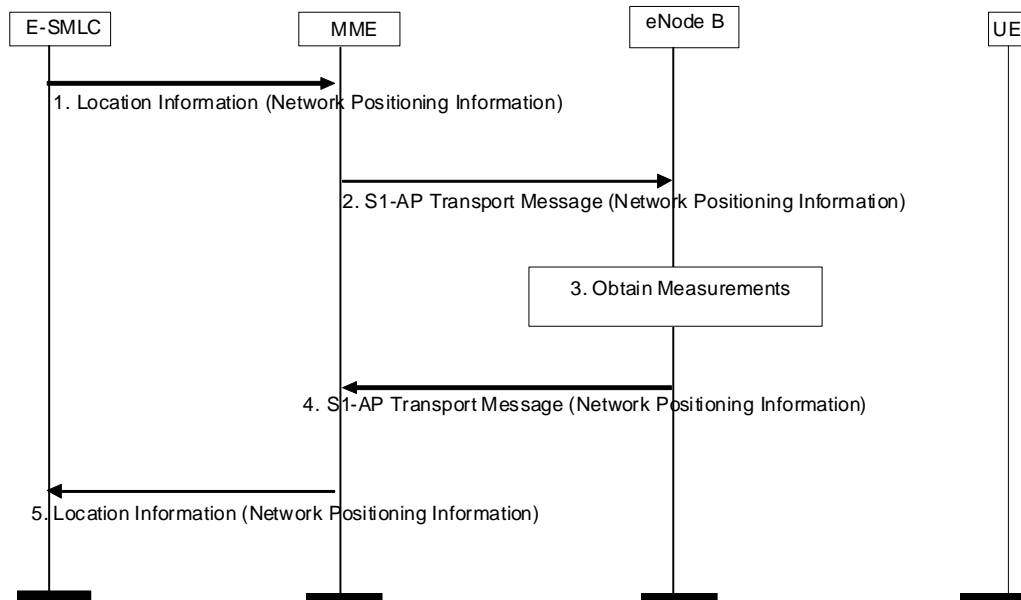 E-SMLC
MME
eNode B
UE
1. Location Information (Network Positioning Information)
2. S1-AP Transport Message (Network Positioning Information)
3. Obtain Measurements
4. S1-AP Transport Message (Network Positioning Information)
5. Location Information (Network Positioning Information)